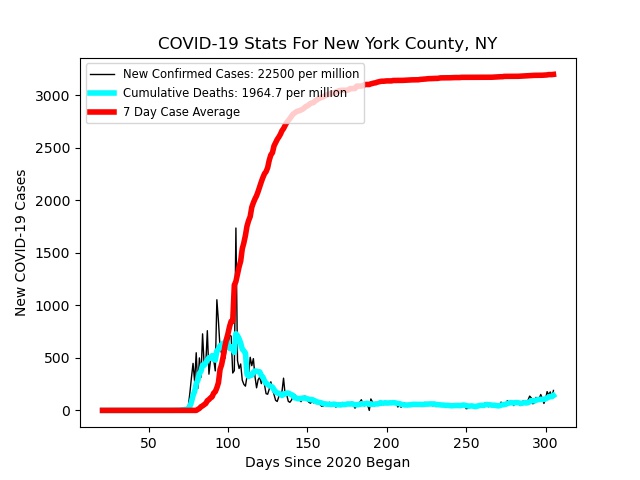 COVID-19 Stats For New York County, NY
New Confirmed Cases: 22500 per million
Cumulative Deaths: 1964.7 per million
7 Day Case Average
New COVID-19 Cases
3000
2500
2000
1500
1000
500
0
50 100 150 200 250 300
Days Since 2020 Began